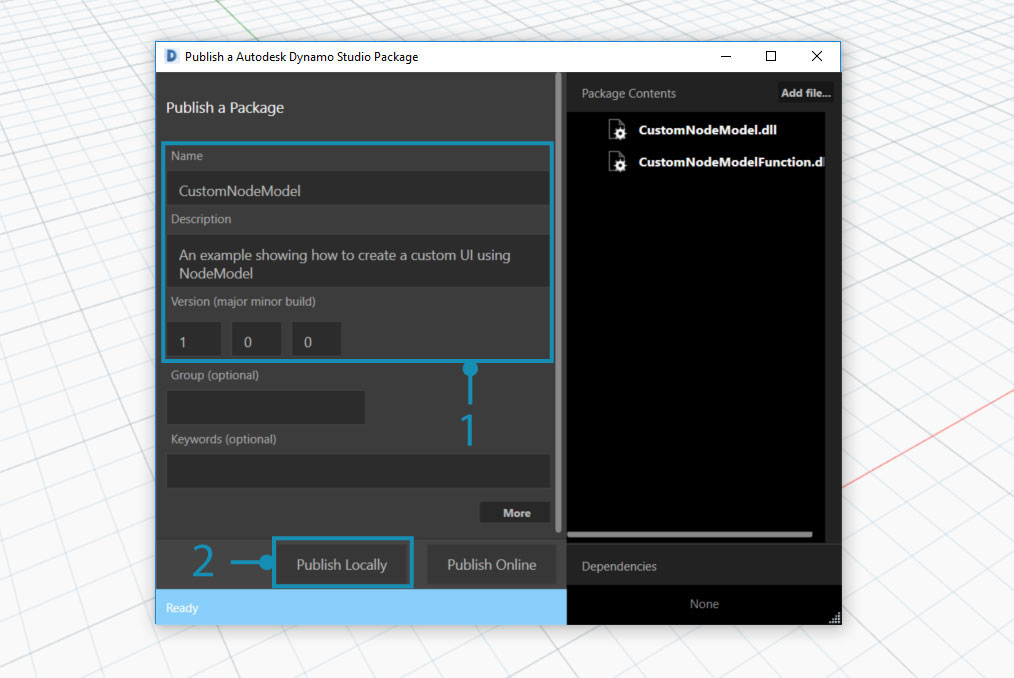 Publish a Autodesk Dynamo Studio Package
Publish a Package
Name
CustomNodeModel
Description
An example showing how to create a custom UI using
NodeModel
Version (major minor build)
1 0 0
Group (optional)
1
Keywords (optional)
More
2
Publish Locally
Publish Online
Ready
Package Contents
Add file...
CustomNodeModel.dll
CustomNodeModelFunction.dl
Dependencies
None